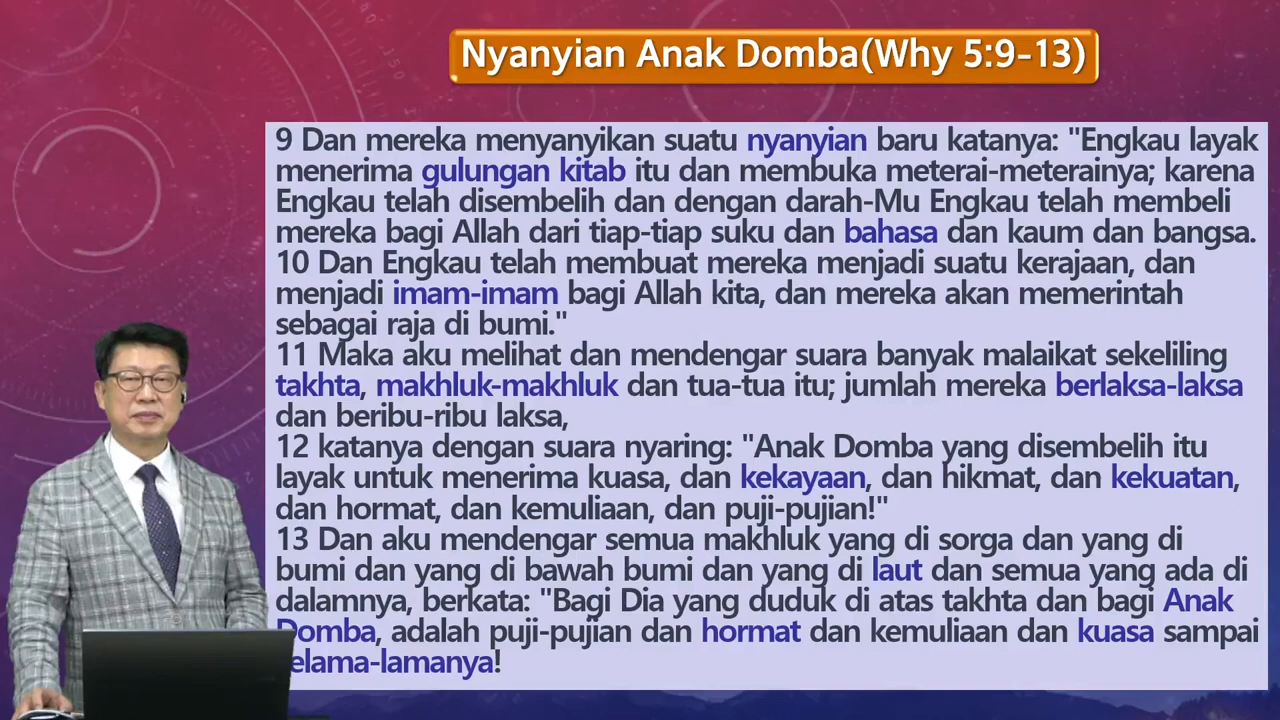 Nyanyian Anak Domba(Why 5:9-13)
9 Dan mereka menyanyikan suatu nyanyian baru katanya: "Engkau layak
menerima gulungan kitab itu dan membuka meterai-meterainya; karena
Engkau telah disembelih dan dengan darah-Mu Engkau telah membeli
mereka bagi Allah dari tiap-tiap suku dan bahasa dan kaum dan bangsa.
10 Dan Engkau telah membuat mereka menjadi suatu kerajaan, dan
menjadi imam-imam bagi Allah kita, dan mereka akan memerintah
sebagai raja di bumi."
11 Maka aku melihat dan mendengar suara banyak malaikat sekeliling
takhta, makhluk-makhluk dan tua-tua itu; jumlah mereka berlaksa-laksa
dan beribu-ribu laksa,
12 katanya dengan suara nyaring: "Anak Domba yang disembelih itu
layak untuk menerima kuasa, dan kekayaan, dan hikmat, dan kekuatan,
dan hormat, dan kemuliaan, dan puji-pujian!"
13 Dan aku mendengar semua makhluk yang di sorga dan yang di
bumi dan yang di bawah bumi dan yang di laut dan semua yang ada di
dalamnya, berkata: "Bagi Dia yang duduk di atas takhta dan bagi Anak
Domba, adalah puji-pujian dan hormat dan kemuliaan dan kuasa sampai
elama-lamanya!